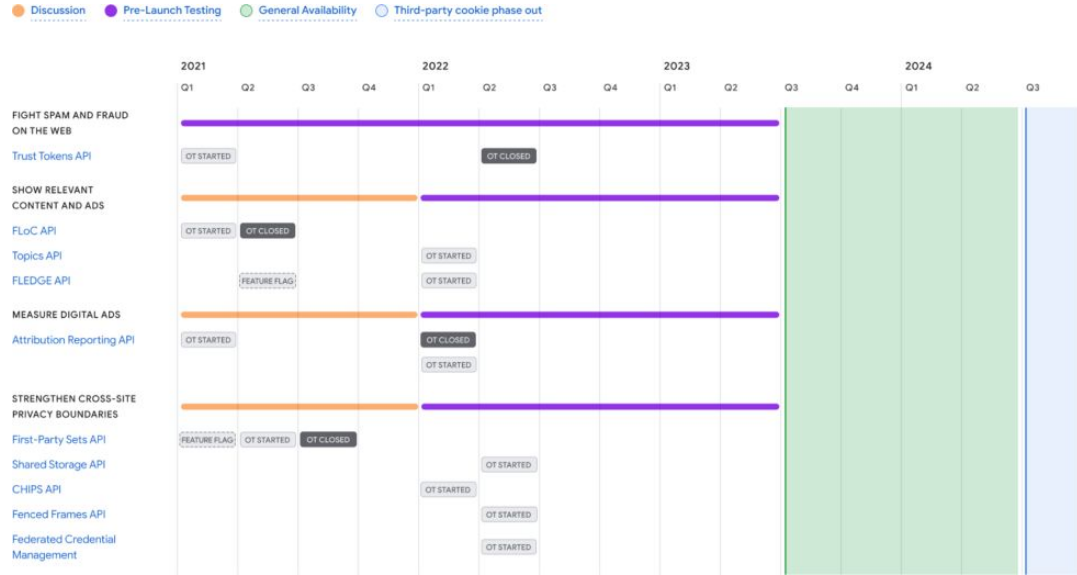 Discussion Pre-Launch Testing General Availability Third-party cookie phase out
2021 2022 2023 2024
Q1 Q2 Q3 Q4 Q1 Q2 Q3 Q4 Q1 Q2 Q3 Q4 Q1 Q2 Q3
FIGHT SPAM AND FRAUD
ON THE WEB
Trust Tokens API OT STARTED OT CLOSED
SHOW RELEVANT
CONTENT AND ADS
FLoC API OT STARTED OT CLOSED
Topics API OT STARTED
FLEDGE API FEATURE FLAG OT STARTED
MEASURE DIGITAL ADS
Attribution Reporting API OT STARTED OT CLOSED
OT STARTED
STRENGTHEN CROSS-SITE
PRIVACY BOUNDARIES
First-Party Sets API FEATURE FLAG OT STARTED OT CLOSED
Shared Storage API OT STARTED
CHIPS API OT STARTED
Fenced Frames API OT STARTED
Federated Credential
Management OT STARTED